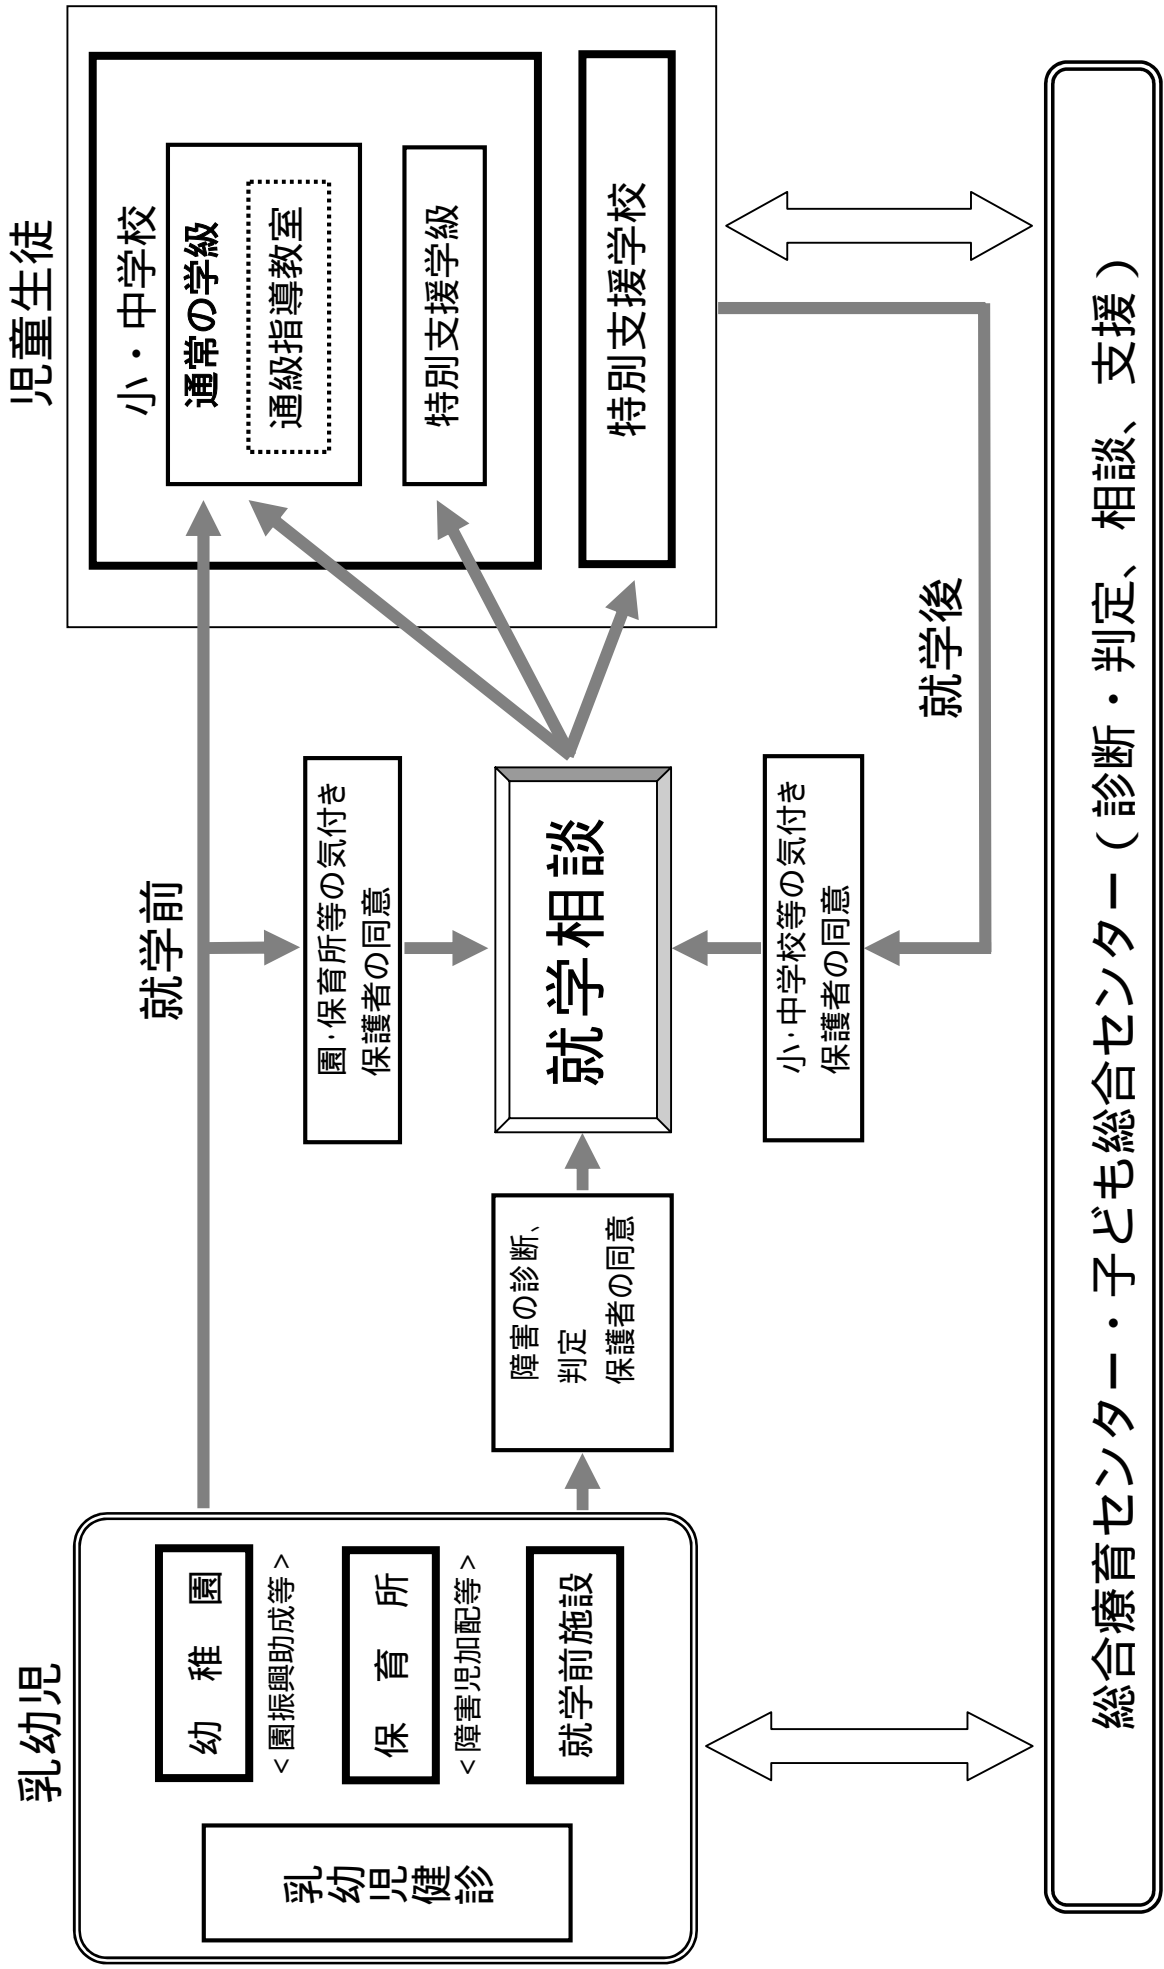 乳幼児
乳幼児健診
幼稚園
<園振興助成等>
保育所
<障害児加配等>
就学前施設
就学前
園・保育所等の気付き
保護者の同意
障害の診断、
判定
保護者の同意
就学相談
小・中学校等の気付き
保護者の同意
就学後
児童生徒
小・中学校
通常の学級
通級指導教室
特別支援学級
特別支援学校
総合療育センター・子ども総合センター(診断・判定、相談、支援)